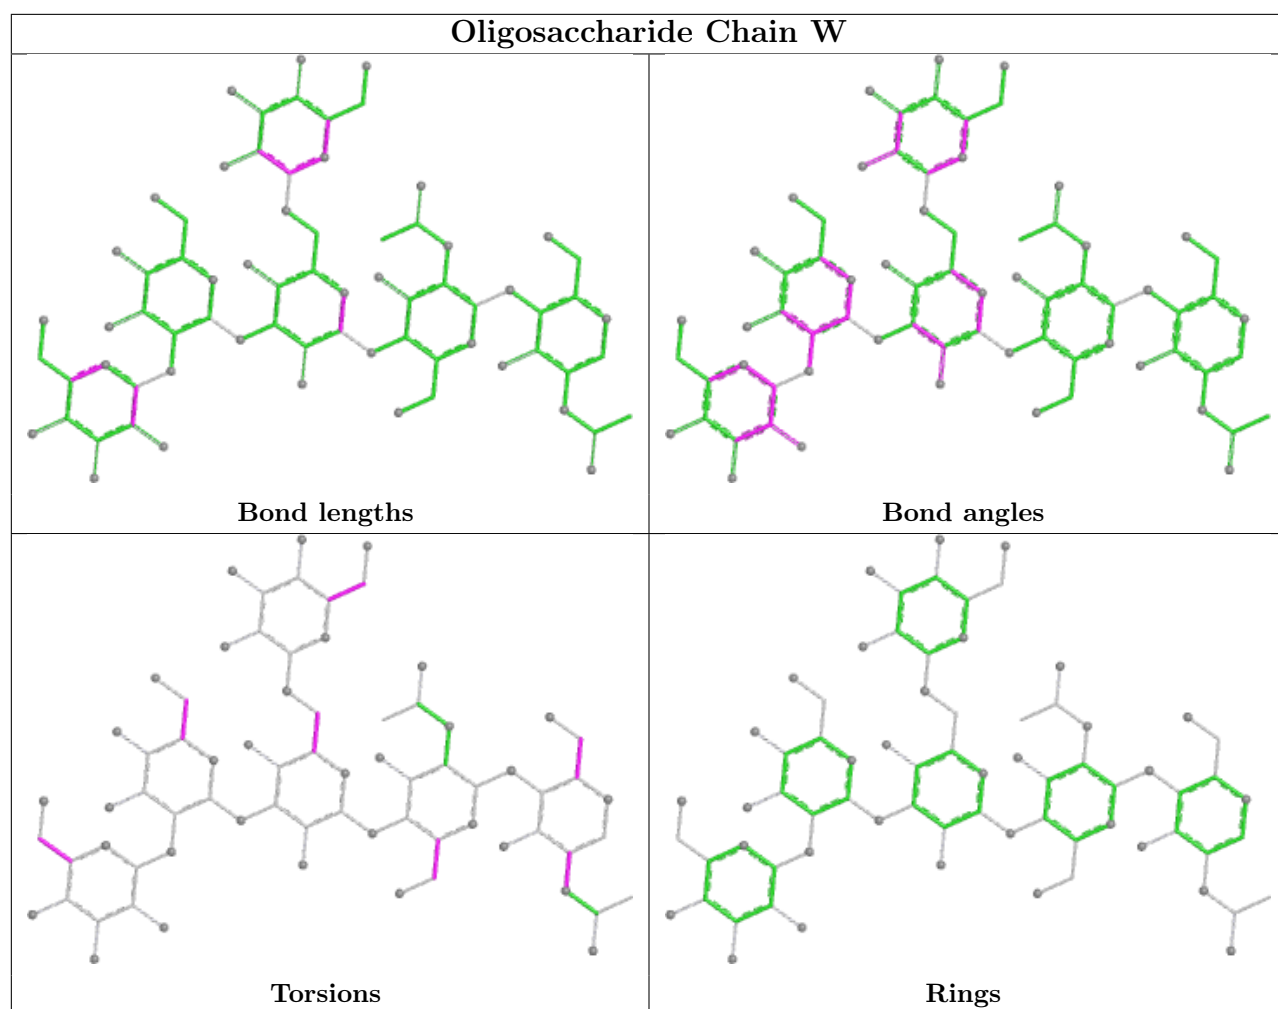 Oligosaccharide Chain W
Bond lengths
Bond angles
Torsions
Rings